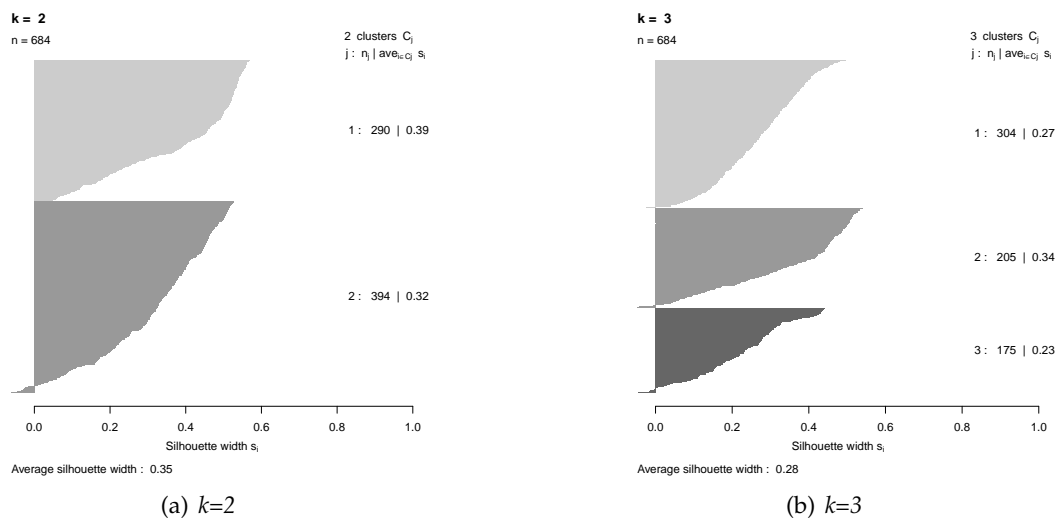 k = 2
n = 684
2 clusters Cj
j : nj | ave i∈Cj si
1 : 290 | 0.39
2 : 394 | 0.32
0.0 0.2 0.4 0.6 0.8 1.0
Silhouette width si
Average silhouette width : 0.35
(a) k=2
k = 3
n = 684
3 clusters Cj
j : nj | ave i∈Cj si
1 : 304 | 0.27
2 : 205 | 0.34
3 : 175 | 0.23
0.0 0.2 0.4 0.6 0.8 1.0
Silhouette width si
Average silhouette width : 0.28
(b) k=3